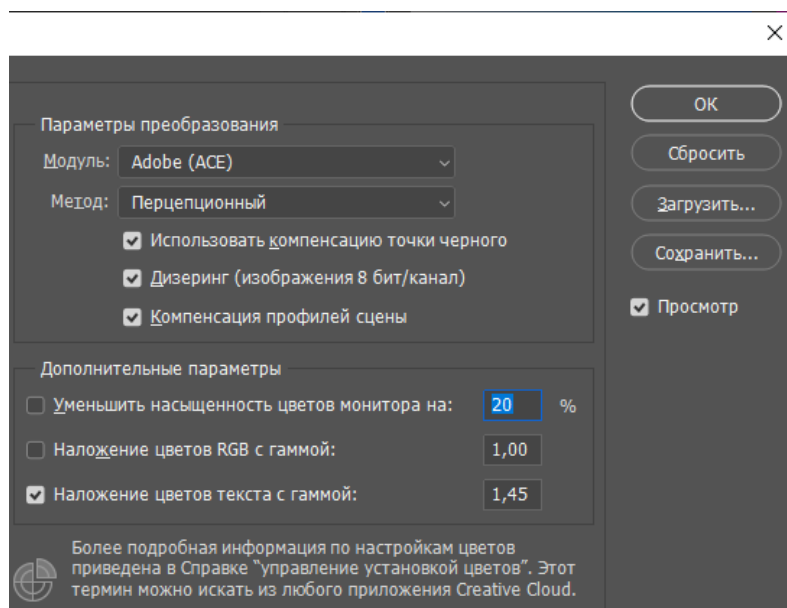 Параметры преобразования
Модуль: Adobe (ACE)
Метод: Перцепционный
Использовать компенсацию точки черного
Дизеринг (изображения 8 бит/канал)
Компенсация профилей сцены
Дополнительные параметры
Уменьшить насыщенность цветов монитора на: 20 %
Наложение цветов RGB с гаммой: 1,00
Наложение цветов текста с гаммой: 1,45
Более подробная информация по настройкам цветов
приведена в Справке "управление установкой цветов". Этот
термин можно искать из любого приложения Creative Cloud.
ОК
Сбросить
Загрузить...
Сохранить...
Просмотр